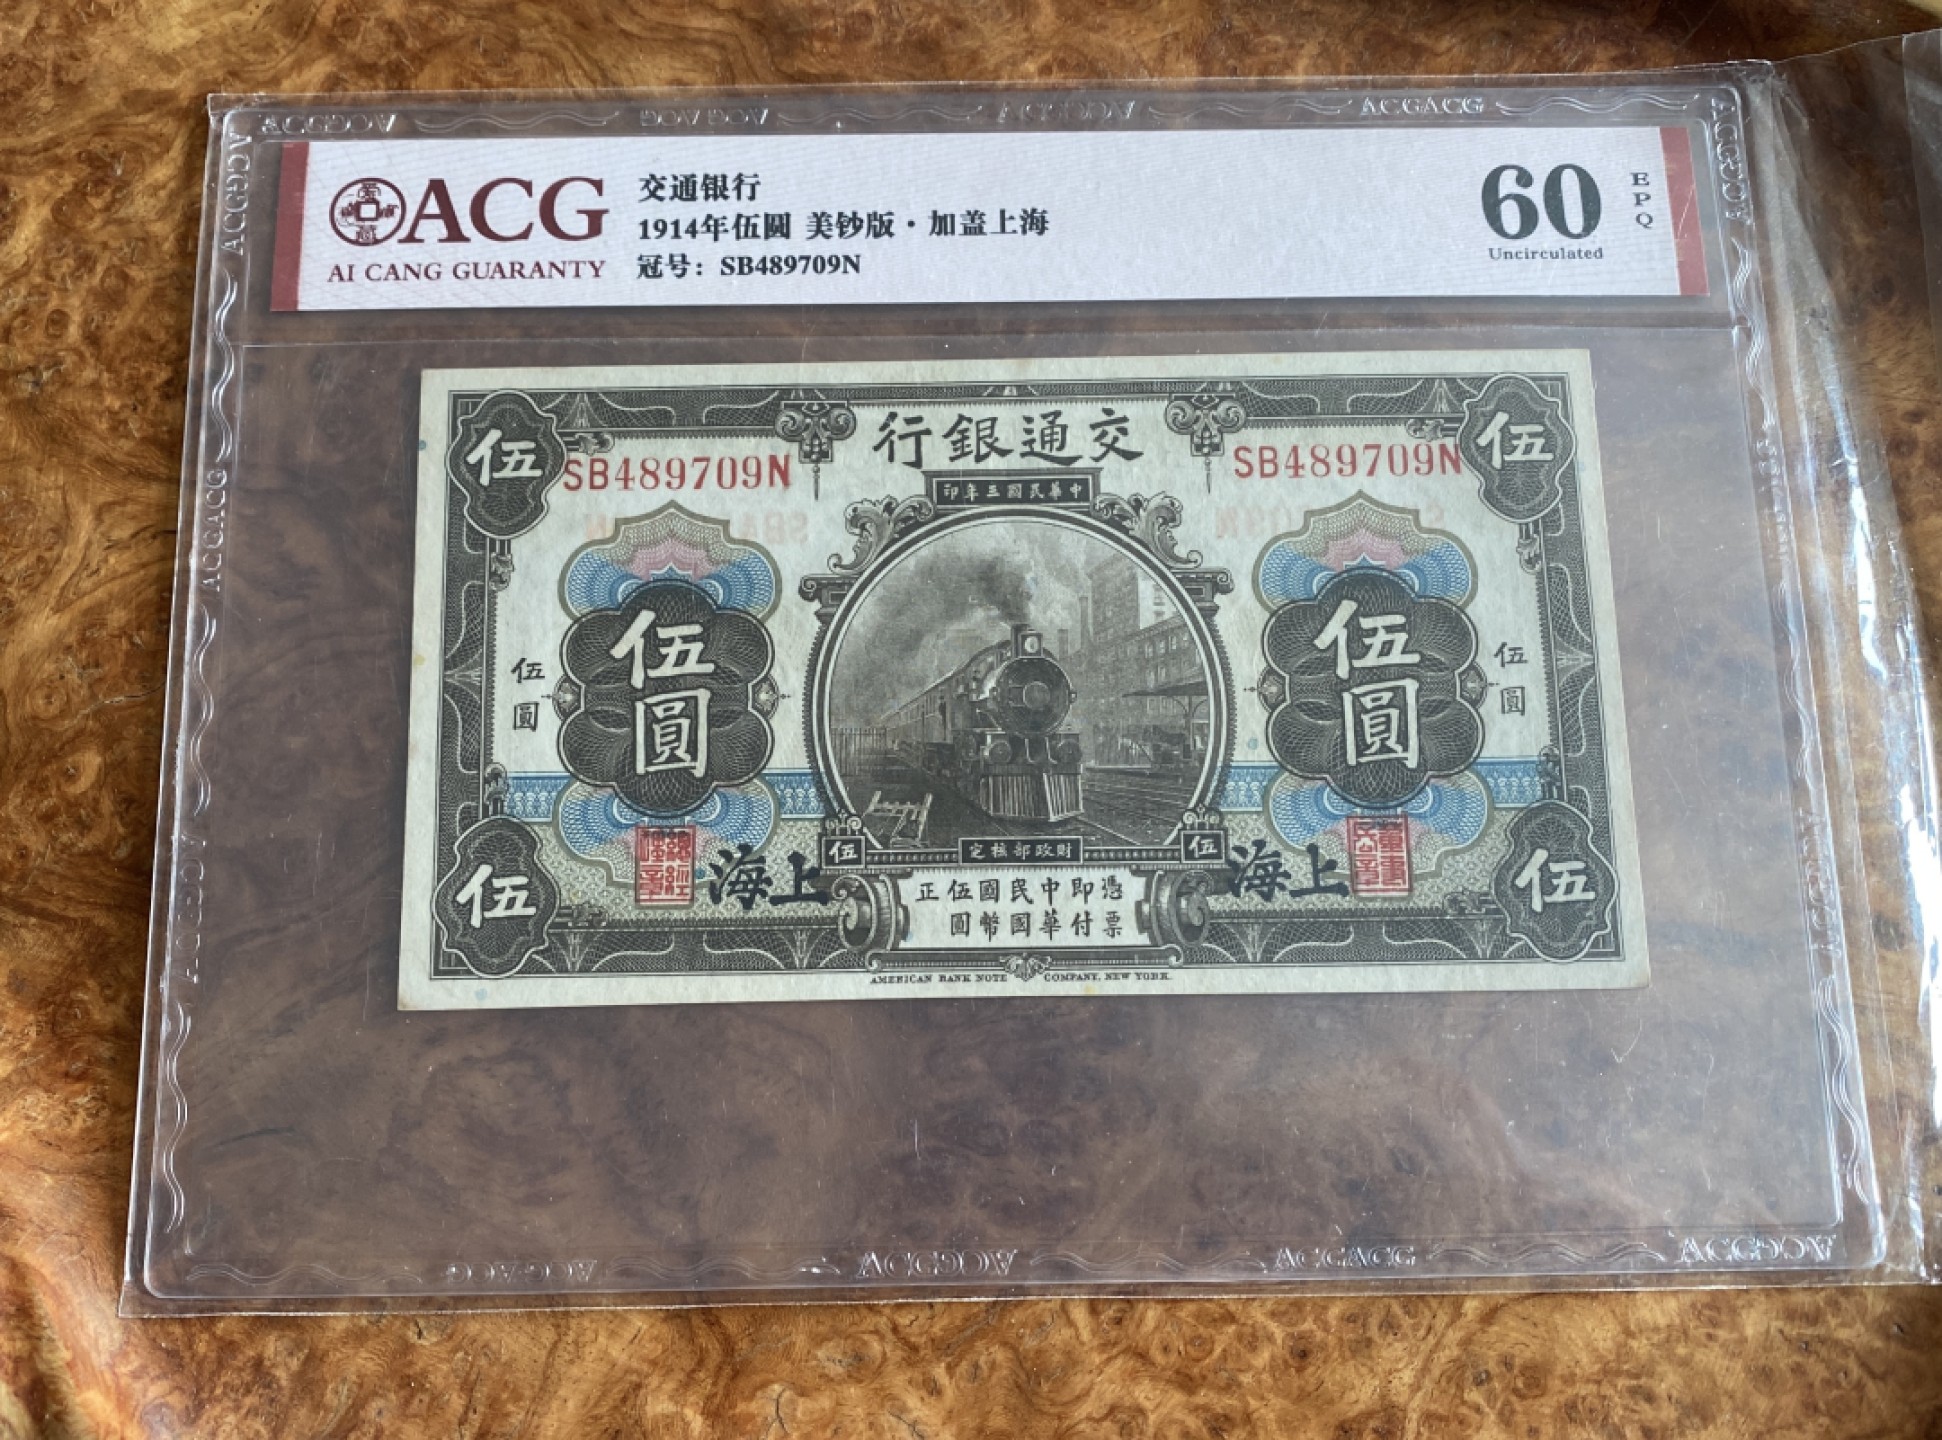 ACG
AI CANG GUARANTY
交通银行
1914年伍圓 美钞版·加盖上海
冠号：SB489709N
60
EPQ
Uncirculated
行銀通交
SB489709N
SB489709N
印年三國民華中
伍
伍
伍圓
伍圓
伍圓
伍圓
伍
伍
定核部政財
海上
海上
伍
伍
正伍國民中即憑
圓幣國華付票
AMERICAN BANK NOTE COMPANY, NEW YORK.
ACGACG
ACGACG
ACGACG